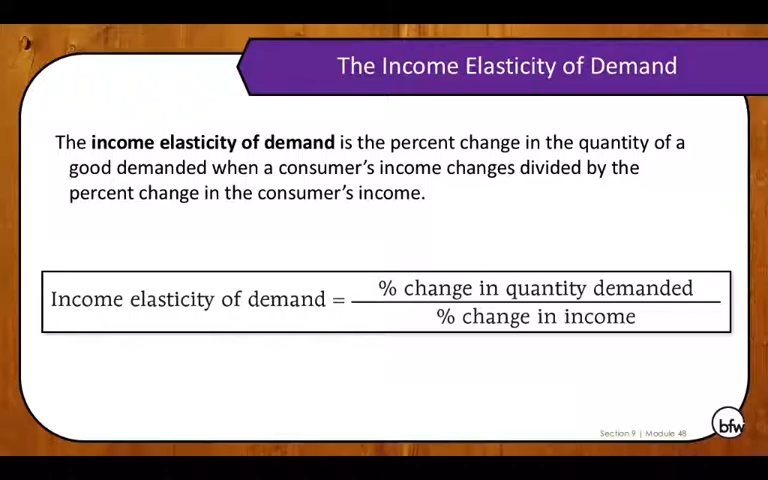 The Income Elasticity of Demand
The income elasticity of demand is the percent change in the quantity of a
good demanded when a consumer's income changes divided by the
percent change in the consumer's income.
Income elasticity of demand = % change in quantity demanded
% change in income
Section 9 | Module 48
bfw